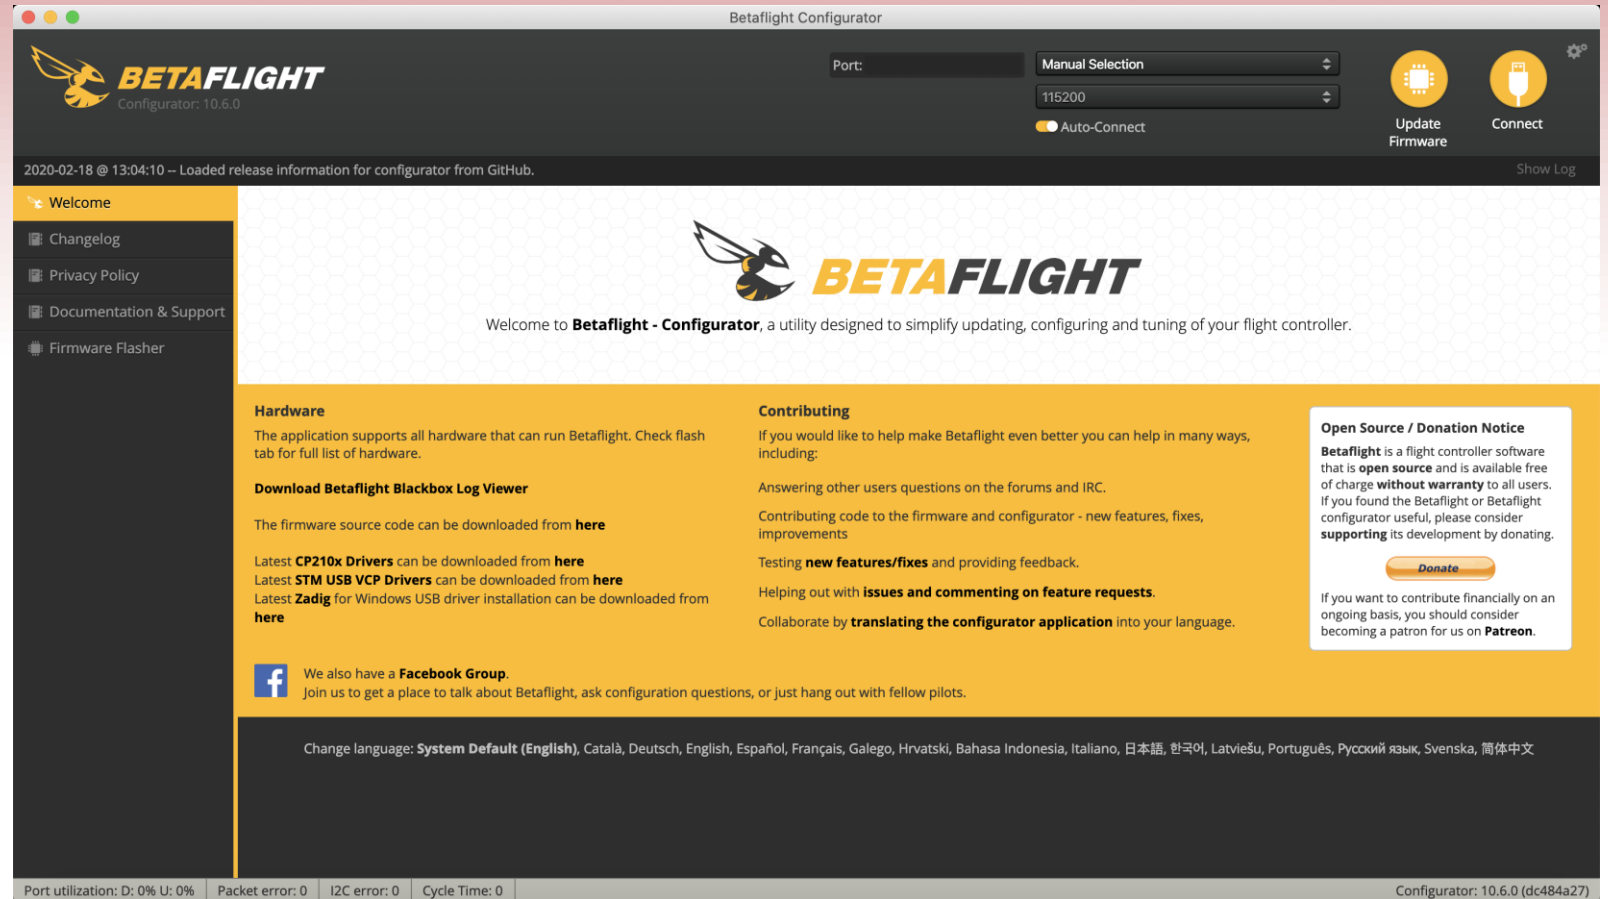 Betaflight Configurator
BETAFLIGHT
Configurator: 10.6.0
Port:
Manual Selection
115200
Auto-Connect
Update
Firmware
Connect
2020-02-18 @ 13:04:10 -- Loaded release information for configurator from GitHub.
Show Log
Welcome
Changelog
Privacy Policy
Documentation & Support
Firmware Flasher
BETAFLIGHT
Welcome to Betaflight - Configurator, a utility designed to simplify updating, configuring and tuning of your flight controller.
Hardware
The application supports all hardware that can run Betaflight. Check flash
tab for full list of hardware.
Download Betaflight Blackbox Log Viewer
The firmware source code can be downloaded from here
Latest CP210x Drivers can be downloaded from here
Latest STM USB VCP Drivers can be downloaded from here
Latest Zadig for Windows USB driver installation can be downloaded from
here
Contributing
If you would like to help make Betaflight even better you can help in many ways,
including:
Answering other users questions on the forums and IRC.
Contributing code to the firmware and configurator - new features, fixes,
improvements
Testing new features/fixes and providing feedback.
Helping out with issues and commenting on feature requests.
Collaborate by translating the configurator application into your language.
Open Source / Donation Notice
Betaflight is a flight controller software
that is open source and is available free
of charge without warranty to all users.
If you found the Betaflight or Betaflight
configurator useful, please consider
supporting its development by donating.
Donate
If you want to contribute financially on an
ongoing basis, you should consider
becoming a patron for us on Patreon.
We also have a Facebook Group.
Join us to get a place to talk about Betaflight, ask configuration questions, or just hang out with fellow pilots.
Change language: System Default (English), Català, Deutsch, English, Español, Français, Galego, Hrvatski, Bahasa Indonesia, Italiano, 日本語, 한국어, Latviešu, Português, Русский язык, Svenska, 简体中文
Port utilization: D: 0% U: 0%
Packet error: 0
I2C error: 0
Cycle Time: 0
Configurator: 10.6.0 (dc484a27)